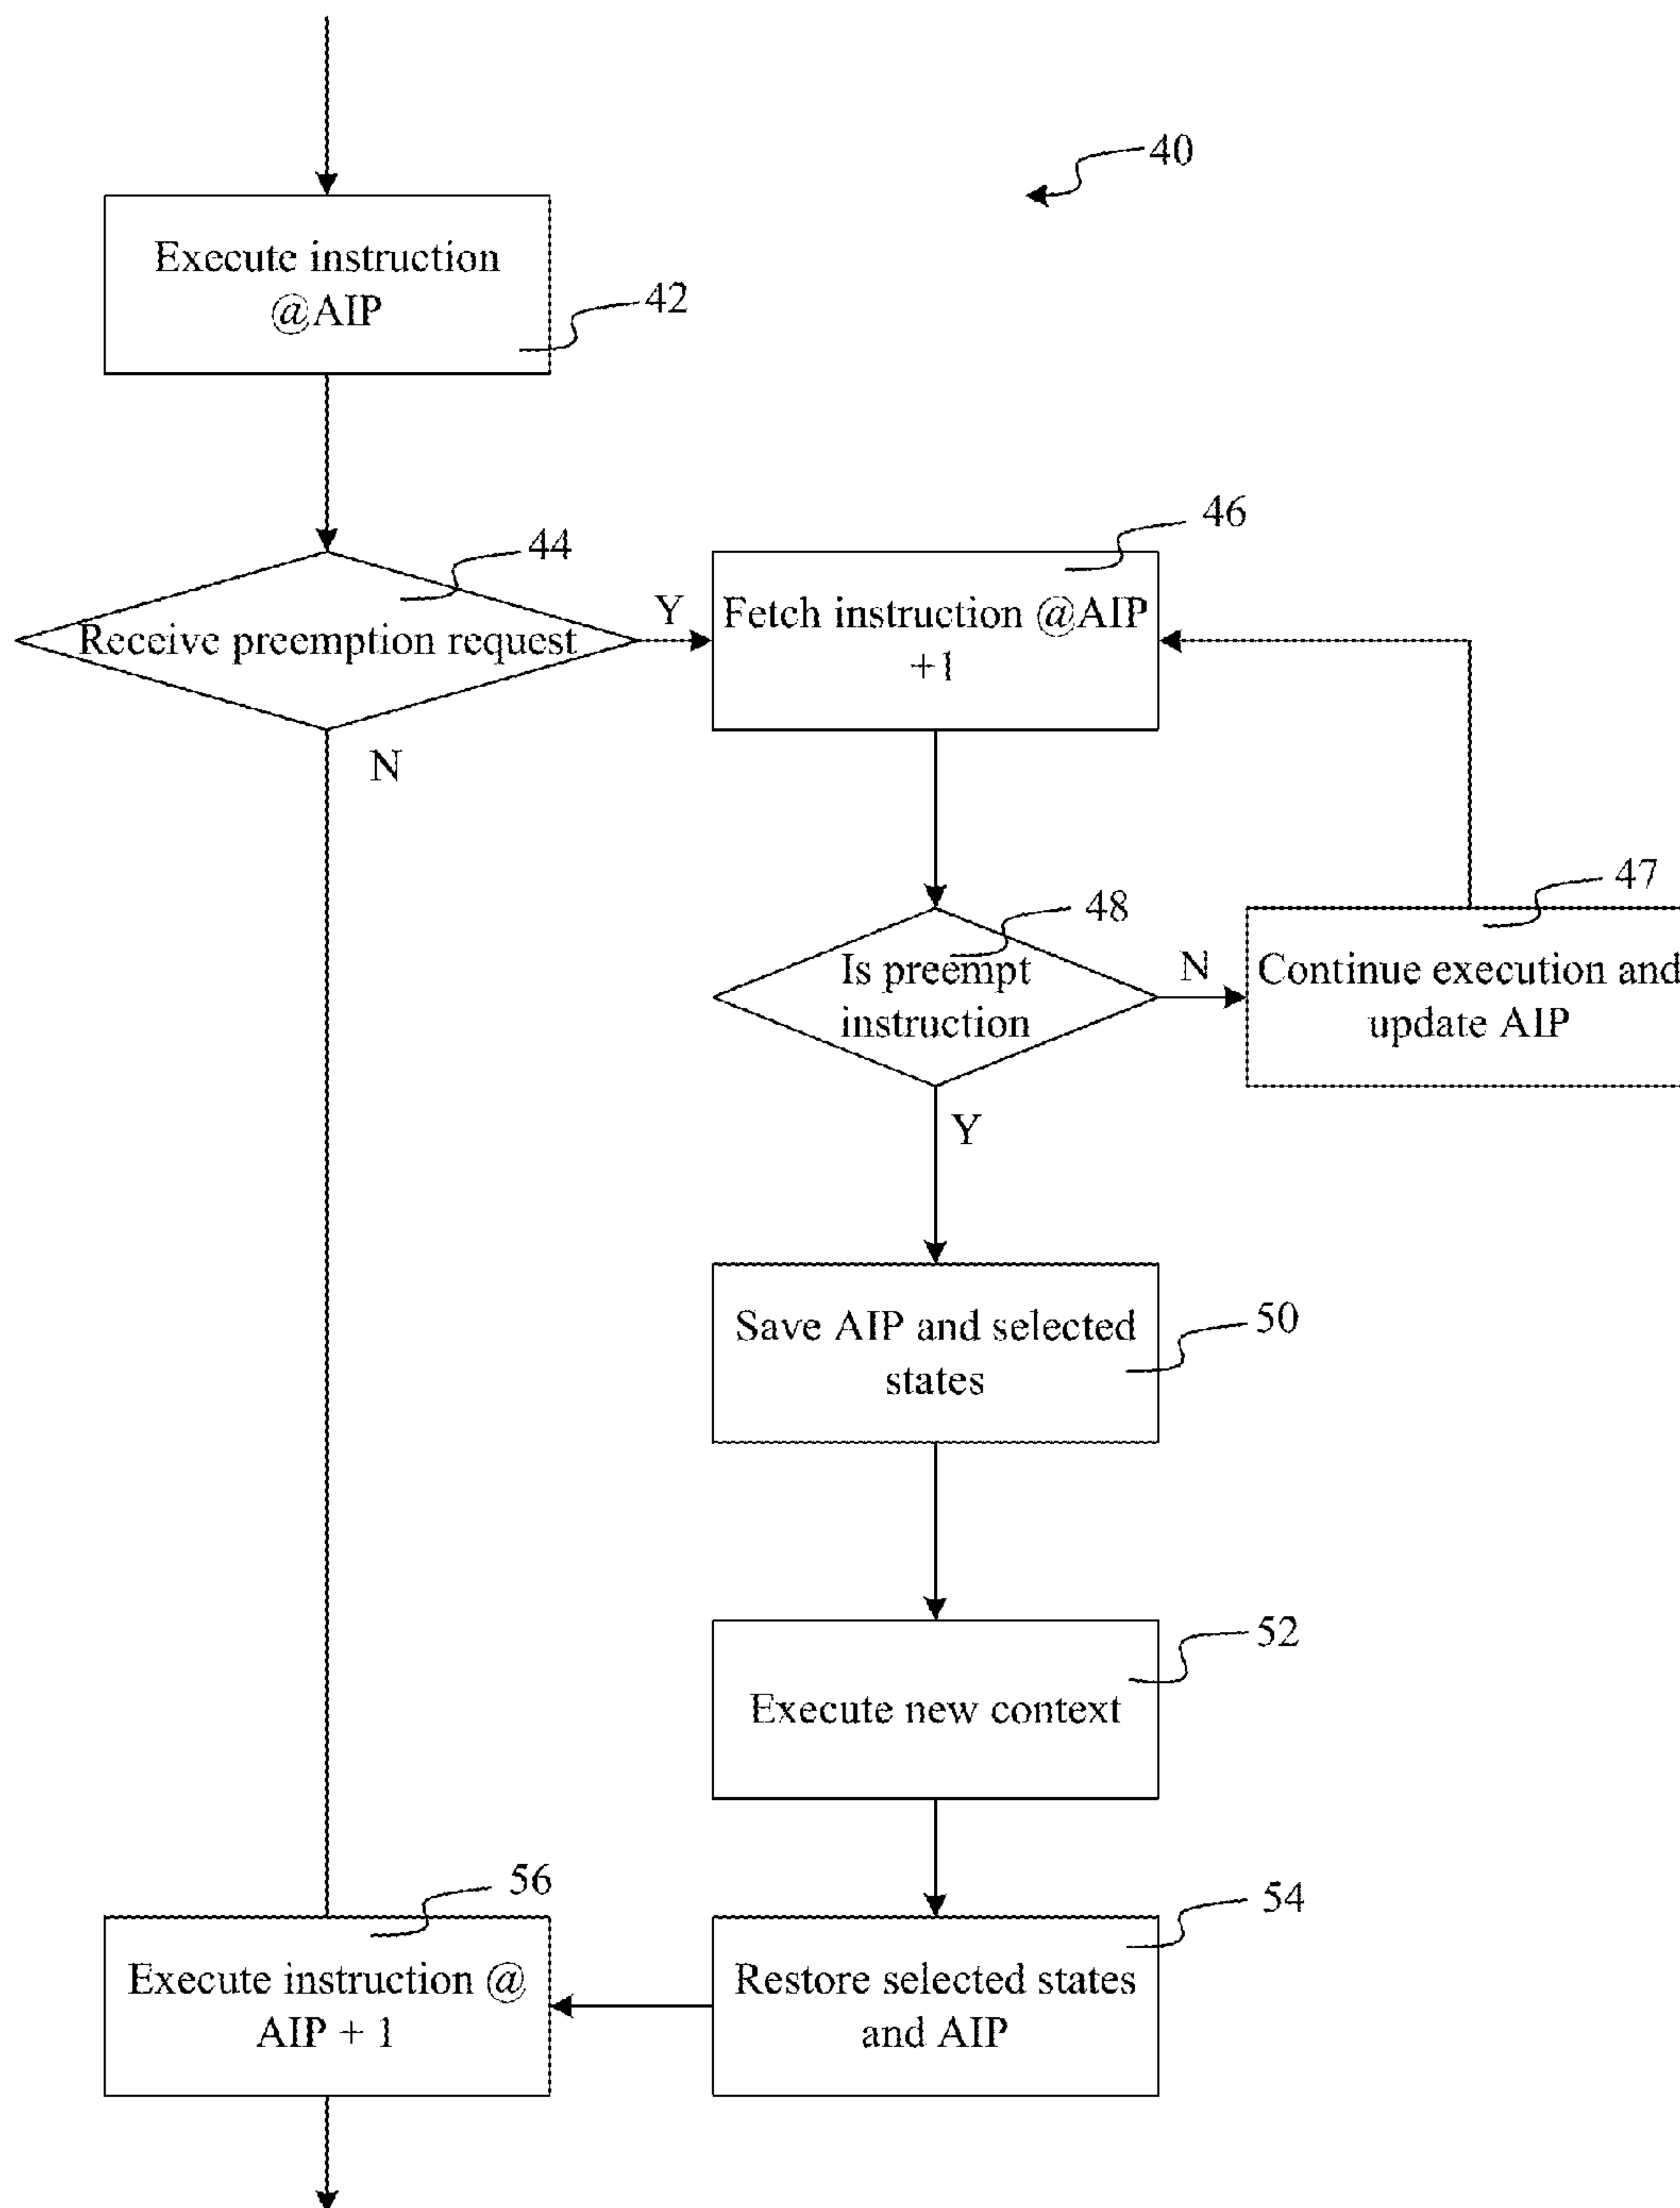 40
Execute instruction
@AIP
42
44
Receive preemption request
Y
N
46
Fetch instruction @AIP
+1
47
Continue execution and
update AIP
48
Is preempt
instruction
N
Y
Save AIP and selected
states
50
52
Execute new context
56
Execute instruction @
AIP + 1
54
Restore selected states
and AIP